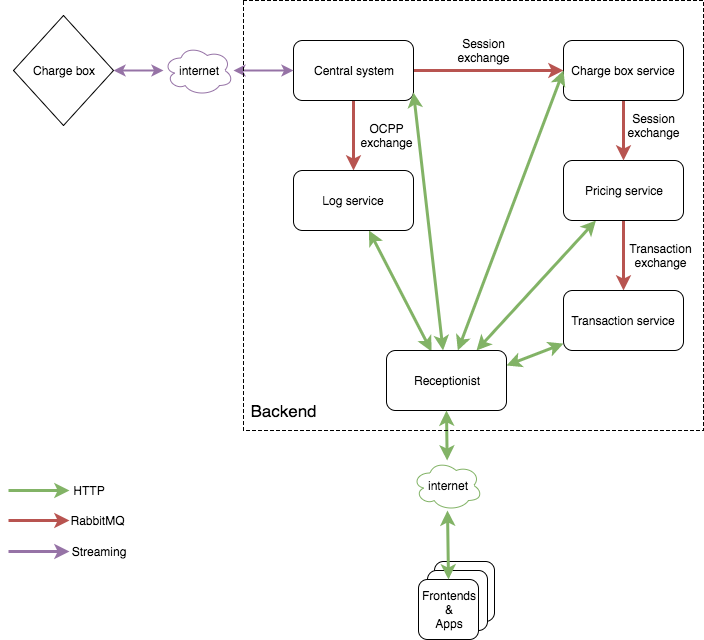 Charge box
internet
Central system
Session
exchange
Charge box service
OCPP
exchange
Session
exchange
Log service
Pricing service
Transaction
exchange
Transaction service
Receptionist
Backend
internet
HTTP
RabbitMQ
Streaming
Frontends
&
Apps